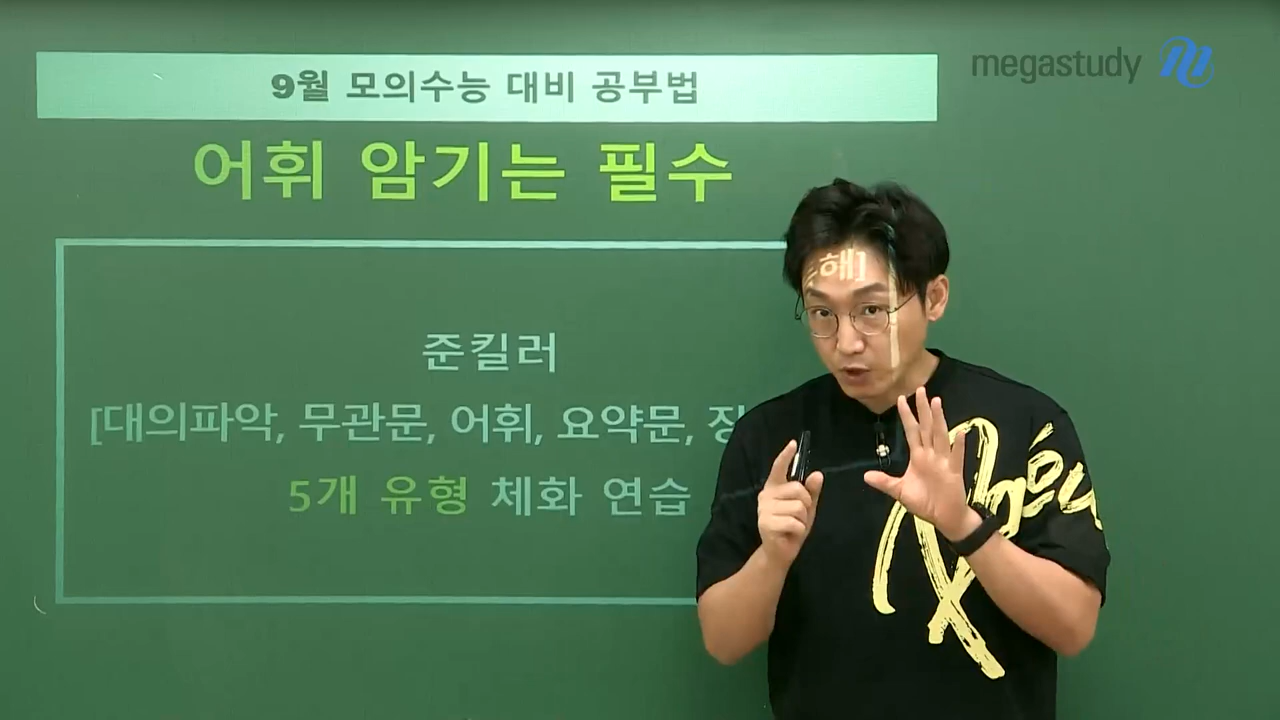 9월 모의수능 대비 공부법
megastudy
어휘 암기는 필수
준킬러
[대의파악, 무관문, 어휘, 요약문, 장
해]
5개 유형 체화 연습